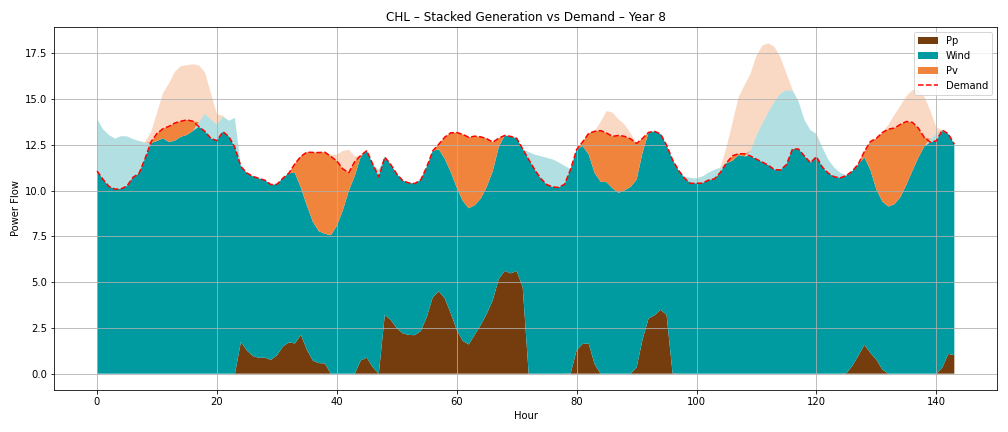 CHL – Stacked Generation vs Demand – Year 8
Pp
Wind
Pv
Demand
Power Flow
17.5
15.0
12.5
10.0
7.5
5.0
2.5
0.0
0 20 40 60 80 100 120 140
Hour